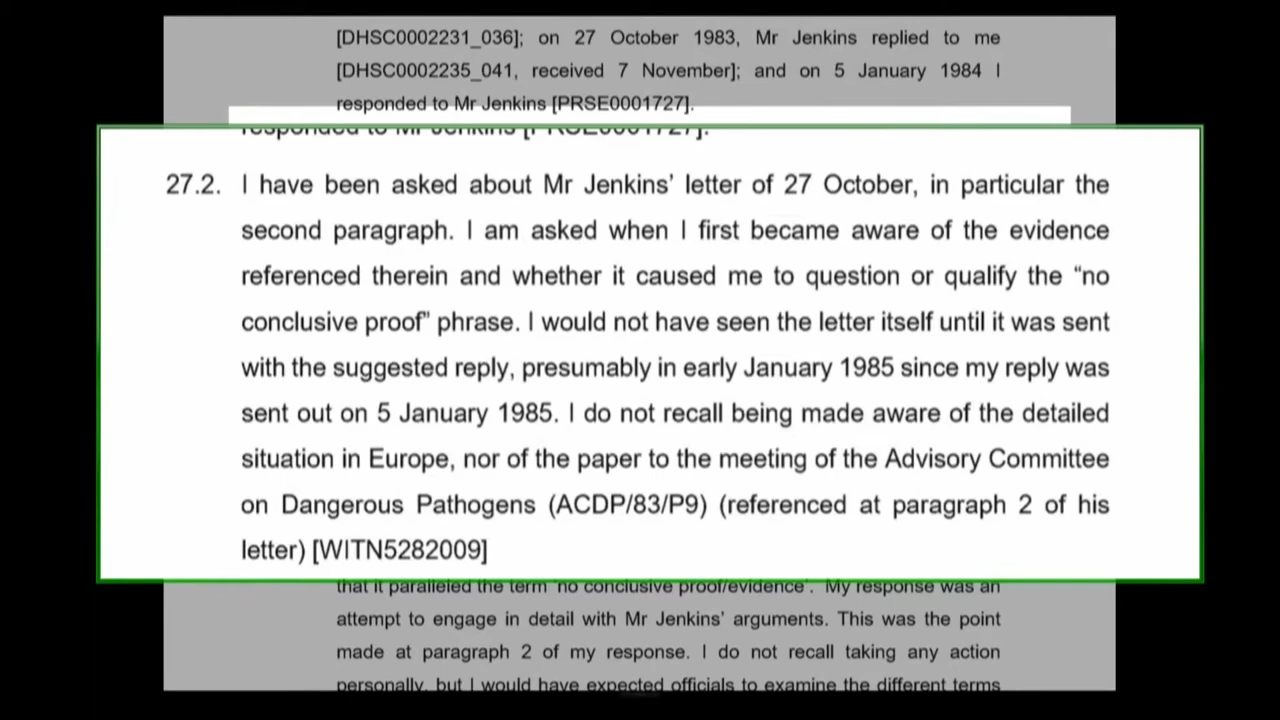 [DHSC0002231_036]; on 27 October 1983, Mr Jenkins replied to me
[DHSC0002235_041, received 7 November]; and on 5 January 1984 I
responded to Mr Jenkins [PRSE0001727].
responded to Mr Jenkins [PRSE0001727].
27.2. I have been asked about Mr Jenkins’ letter of 27 October, in particular the
second paragraph. I am asked when I first became aware of the evidence
referenced therein and whether it caused me to question or qualify the “no
conclusive proof” phrase. I would not have seen the letter itself until it was sent
with the suggested reply, presumably in early January 1985 since my reply was
sent out on 5 January 1985. I do not recall being made aware of the detailed
situation in Europe, nor of the paper to the meeting of the Advisory Committee
on Dangerous Pathogens (ACDP/83/P9) (referenced at paragraph 2 of his
letter) [WITN5282009]
that it paralleled the term ‘no conclusive proof/evidence’. My response was an
attempt to engage in detail with Mr Jenkins’ arguments. This was the point
made at paragraph 2 of my response. I do not recall taking any action
personally, but I would have expected officials to examine the different terms